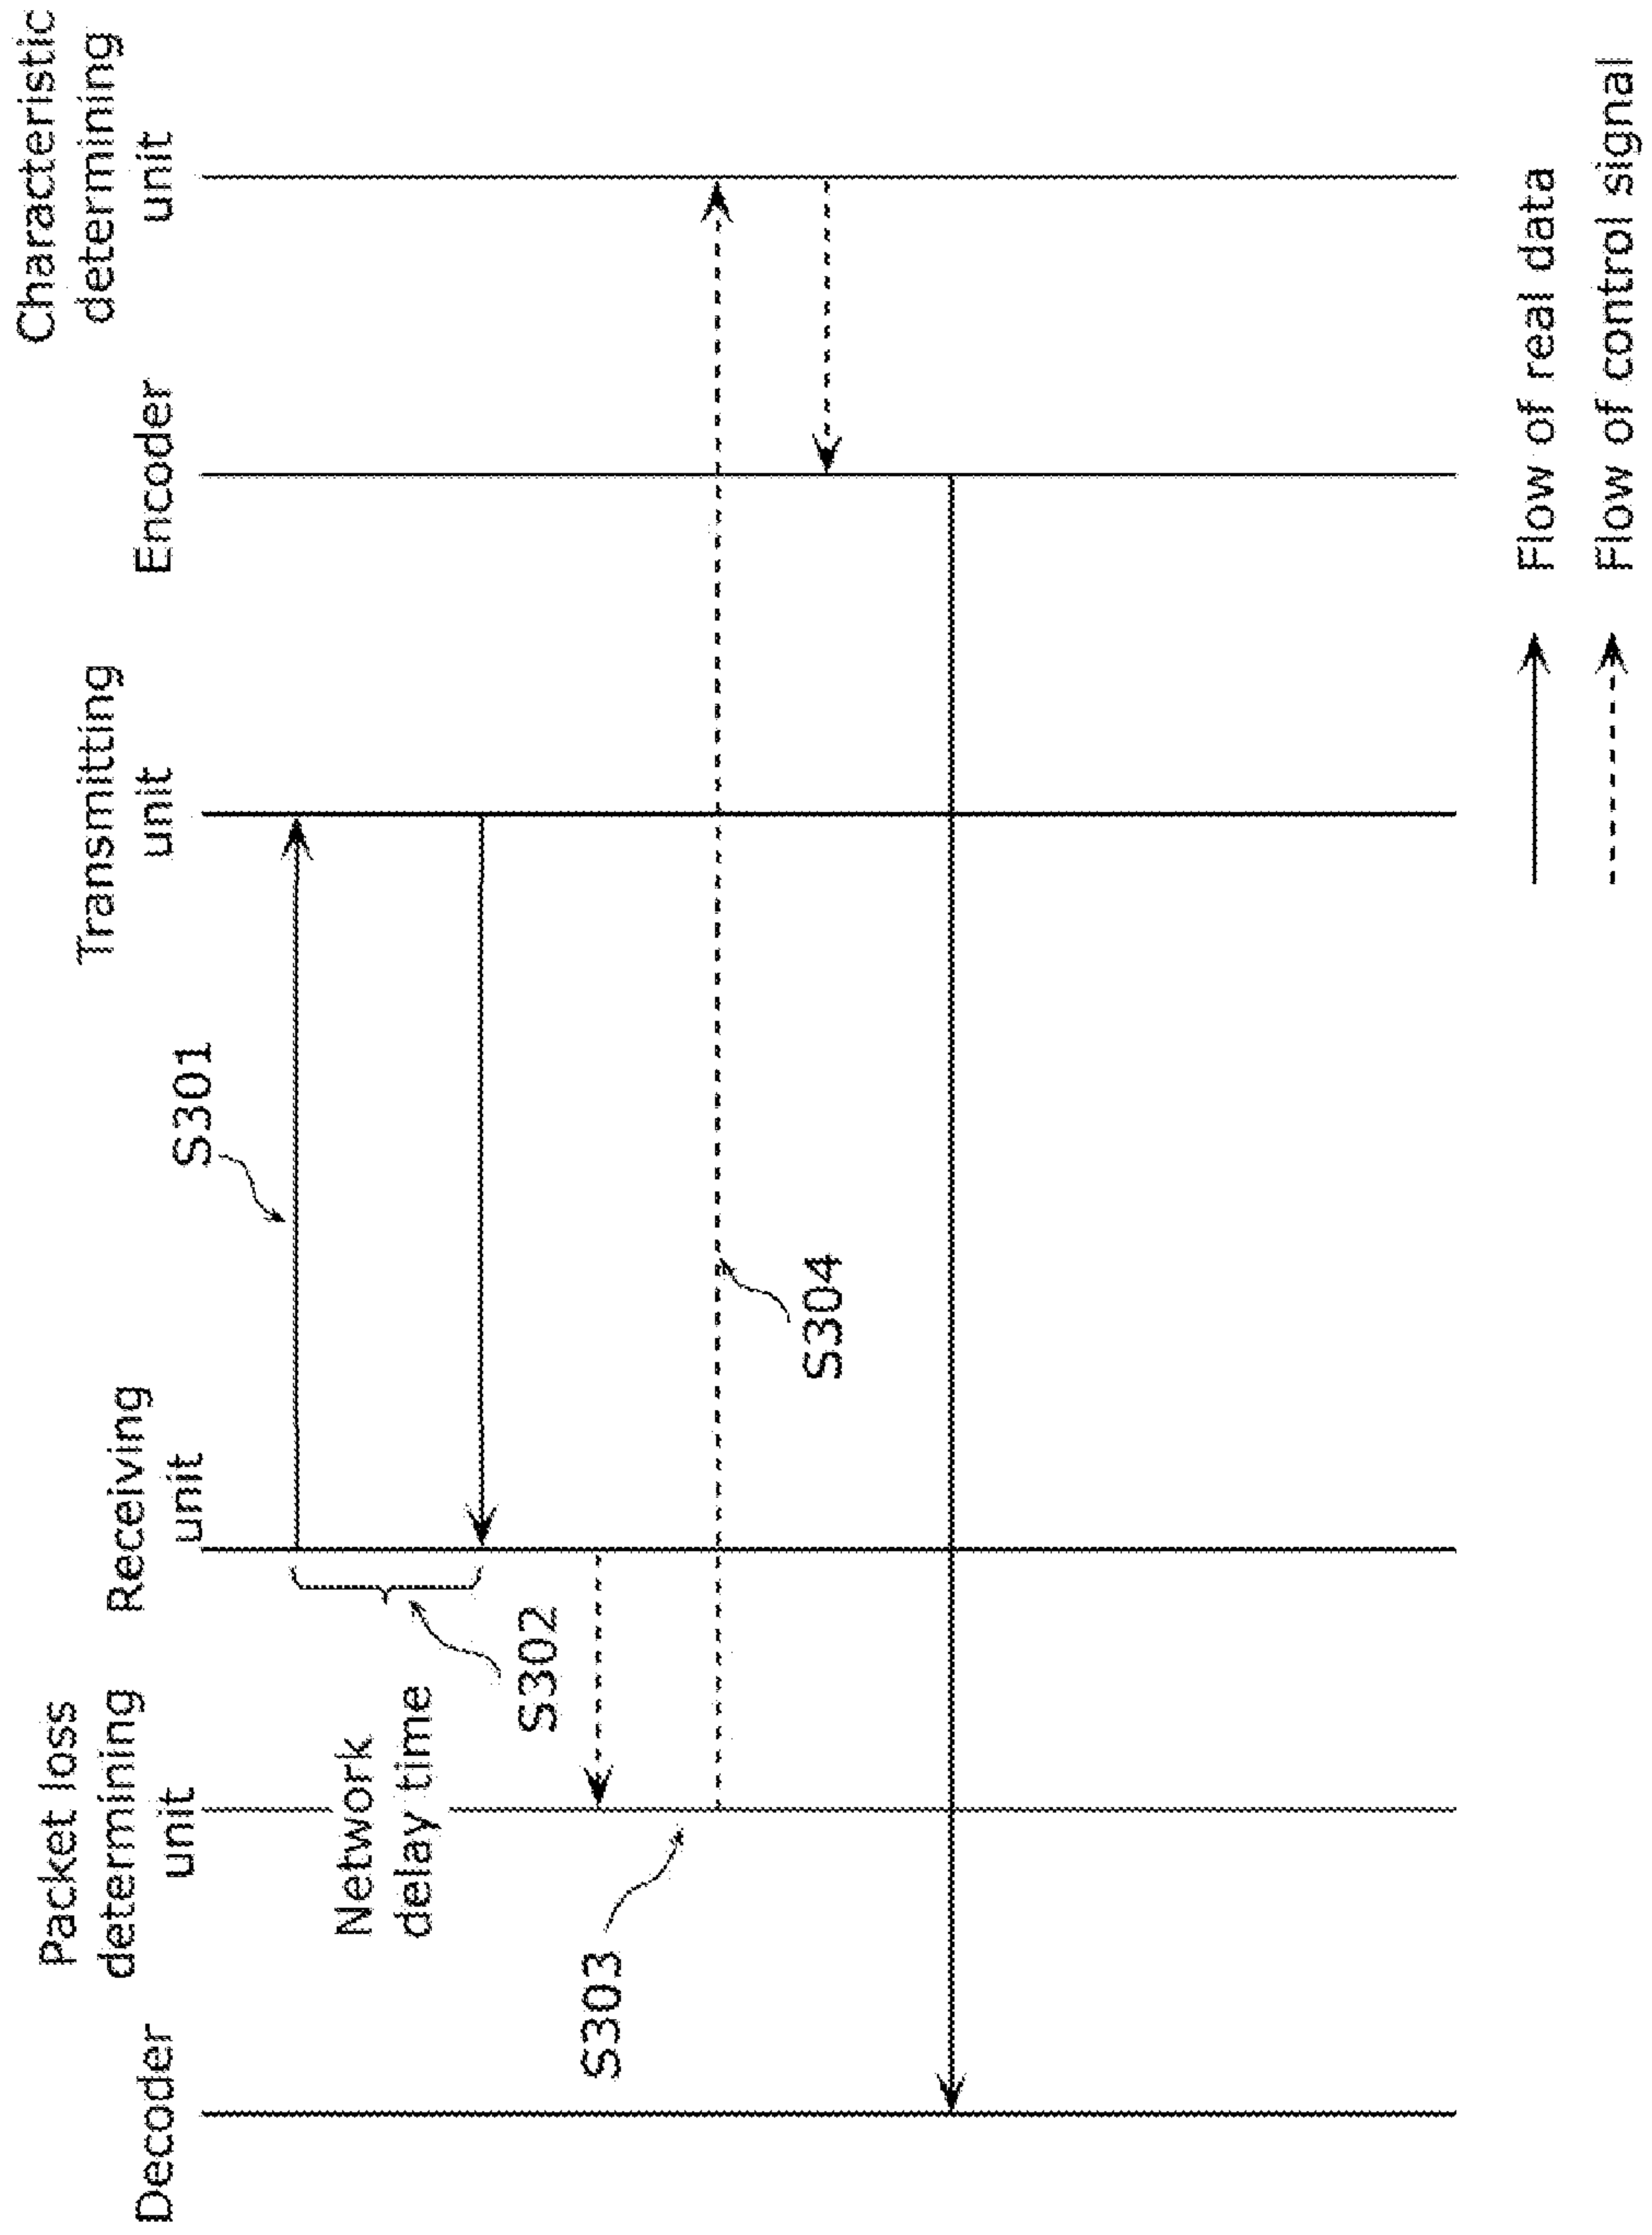 Decoder
Packet loss
determining
unit
Receiving
unit
Transmitting
unit
Encoder
Characteristic
determining
unit
S301
Network
delay time
S302
S303
S304
Flow of real data
Flow of control signal